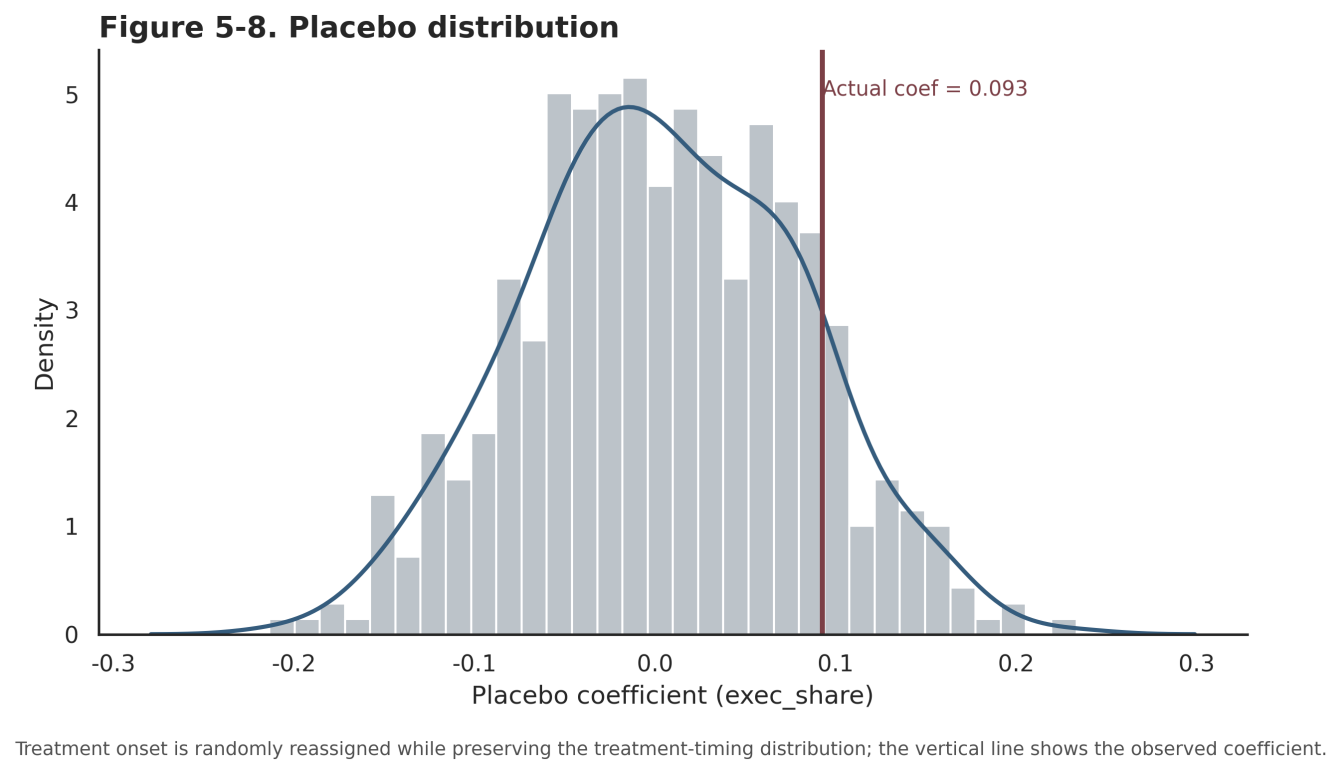 Figure 5-8. Placebo distribution
Actual coef = 0.093
Density
5
4
3
2
1
0
-0.3 -0.2 -0.1 0.0 0.1 0.2 0.3
Placebo coefficient (exec_share)
Treatment onset is randomly reassigned while preserving the treatment-timing distribution; the vertical line shows the observed coefficient.